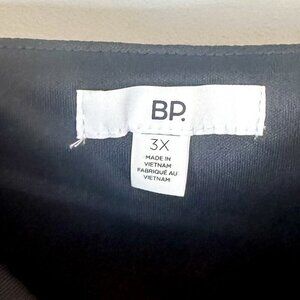 BP.
3X
MADE IN
VIETNAM
FABRIQUÉ AU
VIETNAM